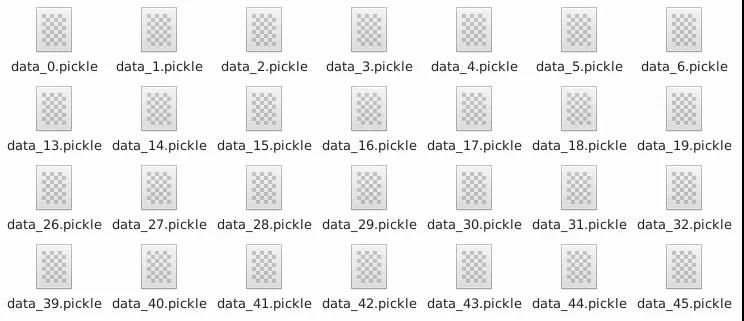 data_0.pickle data_1.pickle data_2.pickle data_3.pickle data_4.pickle data_5.pickle data_6.pickle
data_13.pickle data_14.pickle data_15.pickle data_16.pickle data_17.pickle data_18.pickle data_19.pickle
data_26.pickle data_27.pickle data_28.pickle data_29.pickle data_30.pickle data_31.pickle data_32.pickle
data_39.pickle data_40.pickle data_41.pickle data_42.pickle data_43.pickle data_44.pickle data_45.pickle